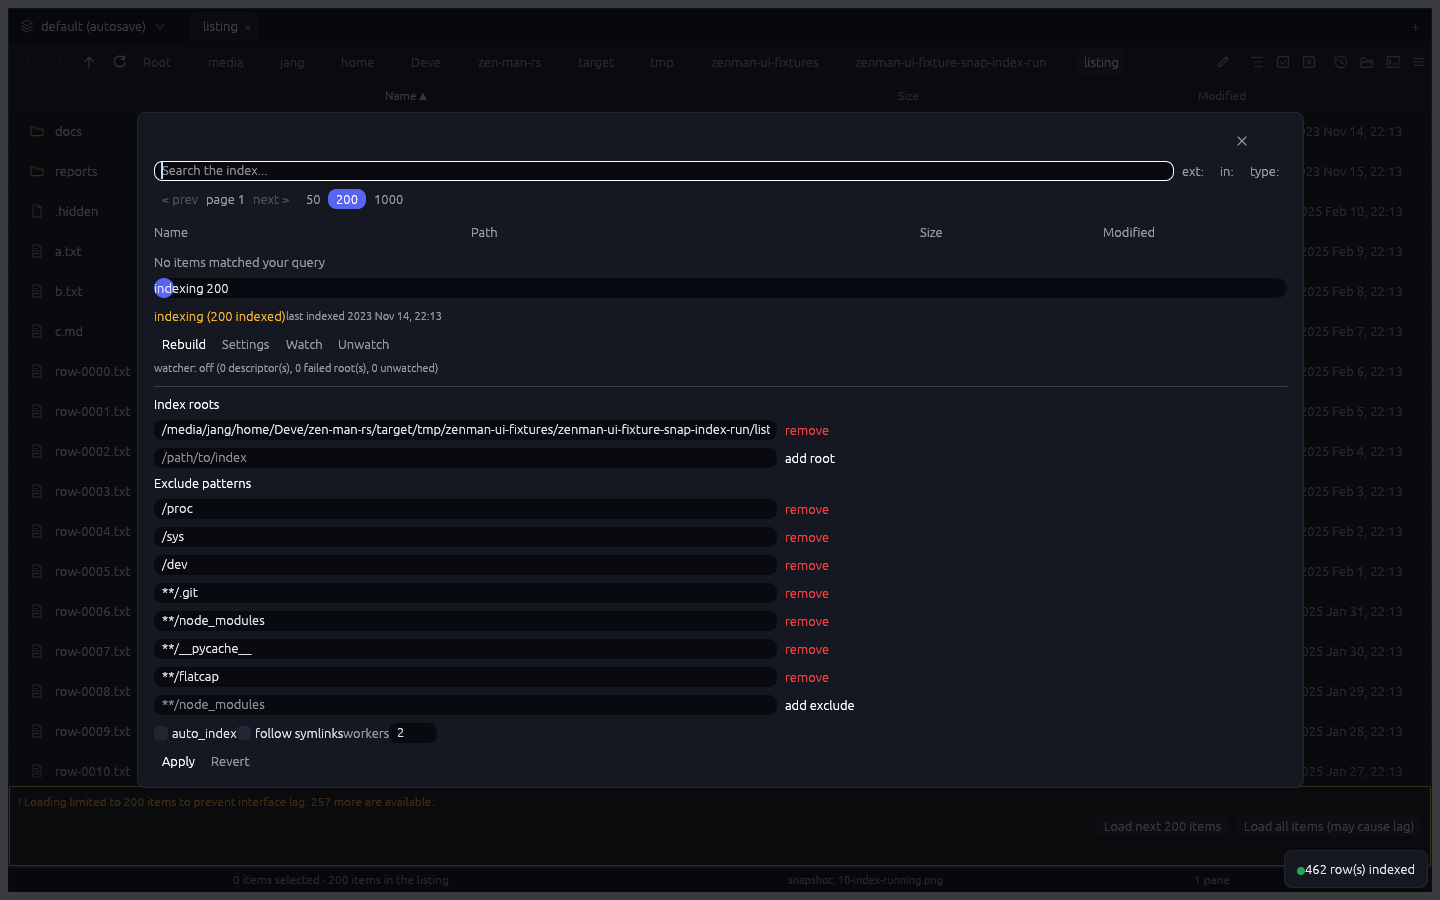 default (autosave)
listing ×
+
Root media jang home Deve zen-man-rs target tmp zenman-ui-fixtures zenman-ui-fixture-snap-index-run listing
Name ▲ Size Modified
docs 23 Nov 14, 22:13
reports 23 Nov 15, 22:13
.hidden 025 Feb 10, 22:13
a.txt 2025 Feb 9, 22:13
b.txt 2025 Feb 8, 22:13
c.md 2025 Feb 7, 22:13
row-0000.txt 2025 Feb 6, 22:13
row-0001.txt 2025 Feb 5, 22:13
row-0002.txt 2025 Feb 4, 22:13
row-0003.txt 2025 Feb 3, 22:13
row-0004.txt 2025 Feb 2, 22:13
row-0005.txt 2025 Feb 1, 22:13
row-0006.txt 2025 Jan 31, 22:13
row-0007.txt 2025 Jan 30, 22:13
row-0008.txt 2025 Jan 29, 22:13
row-0009.txt 2025 Jan 28, 22:13
row-0010.txt 025 Jan 27, 22:13
×
Search the index... ext: in: type:
< prev page 1 next > 50 200 1000
Name Path Size Modified
No items matched your query
indexing 200
indexing (200 indexed) last indexed 2023 Nov 14, 22:13
Rebuild Settings Watch Unwatch
watcher: off (0 descriptor(s), 0 failed root(s), 0 unwatched)
Index roots
/media/jang/home/Deve/zen-man-rs/target/tmp/zenman-ui-fixtures/zenman-ui-fixture-snap-index-run/list remove
/path/to/index add root
Exclude patterns
/proc remove
/sys remove
/dev remove
**/.git remove
**/node_modules remove
**/__pycache__ remove
**/flatcap remove
**/node_modules add exclude
auto_index follow symlinks workers 2
Apply Revert
! Loading limited to 200 items to prevent interface lag. 257 more are available.
Load next 200 items Load all items (may cause lag)
462 row(s) indexed
0 items selected · 200 items in the listing snapshot: 10-index-running.png 1 pane